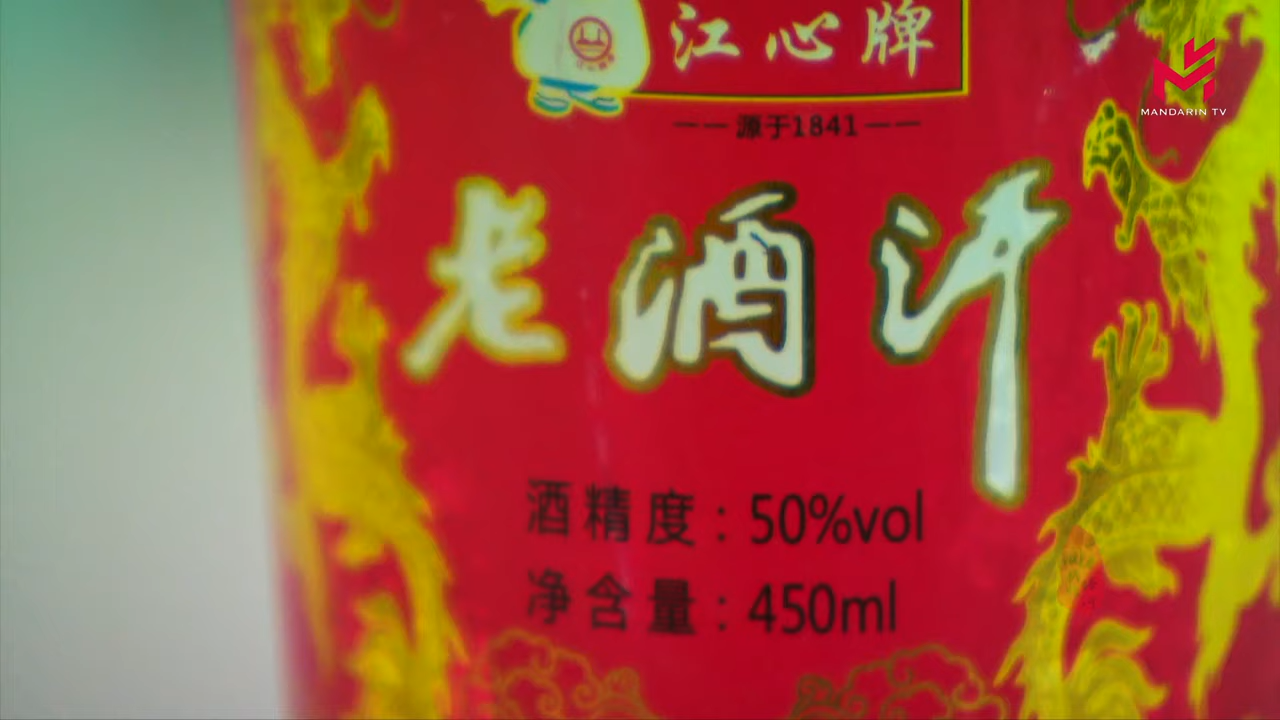 江心牌
MANDARIN TV
——源于1841——
老酒汗
酒精度：50%vol
净含量：450ml